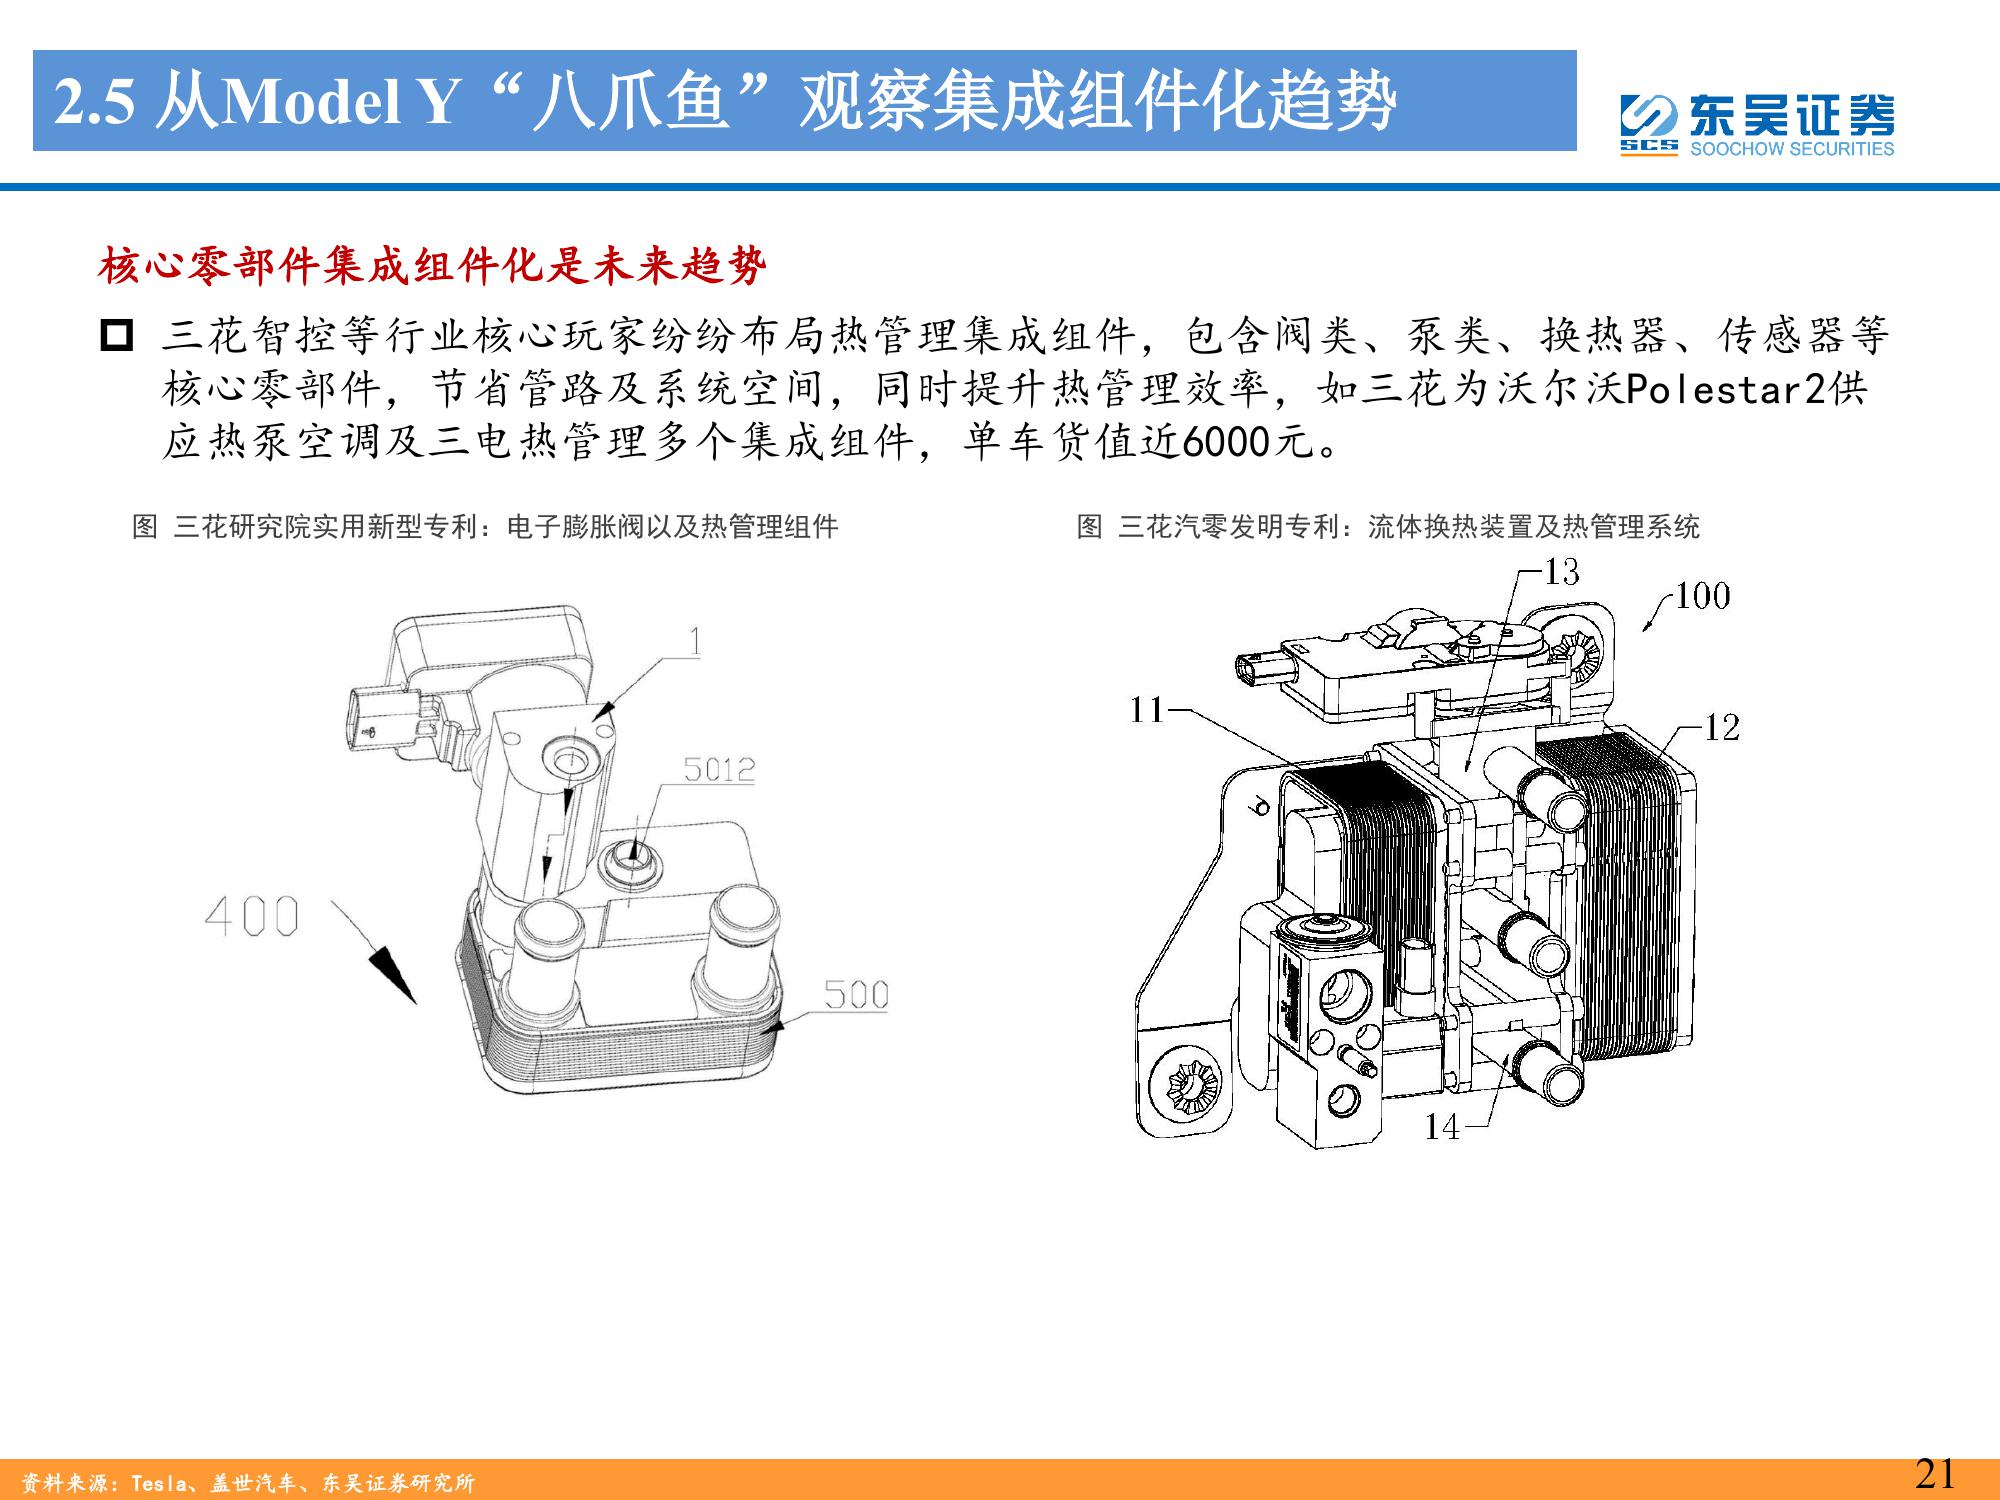 2.5 从Model Y“八爪鱼”观察集成组件化趋势
东吴证券
SCS
SOOCHOW SECURITIES
核心零部件集成组件化是未来趋势
三花智控等行业核心玩家纷纷布局热管理集成组件，包含阀类、泵类、换热器、传感器等
核心零部件，节省管路及系统空间，同时提升热管理效率，如三花为沃尔沃Polestar2供
应热泵空调及三电热管理多个集成组件，单车货值近6000元。
图 三花研究院实用新型专利：电子膨胀阀以及热管理组件
1
5012
400
500
图 三花汽零发明专利：流体换热装置及热管理系统
13
100
11
12
14
资料来源：Tesla、盖世汽车、东吴证券研究所
21